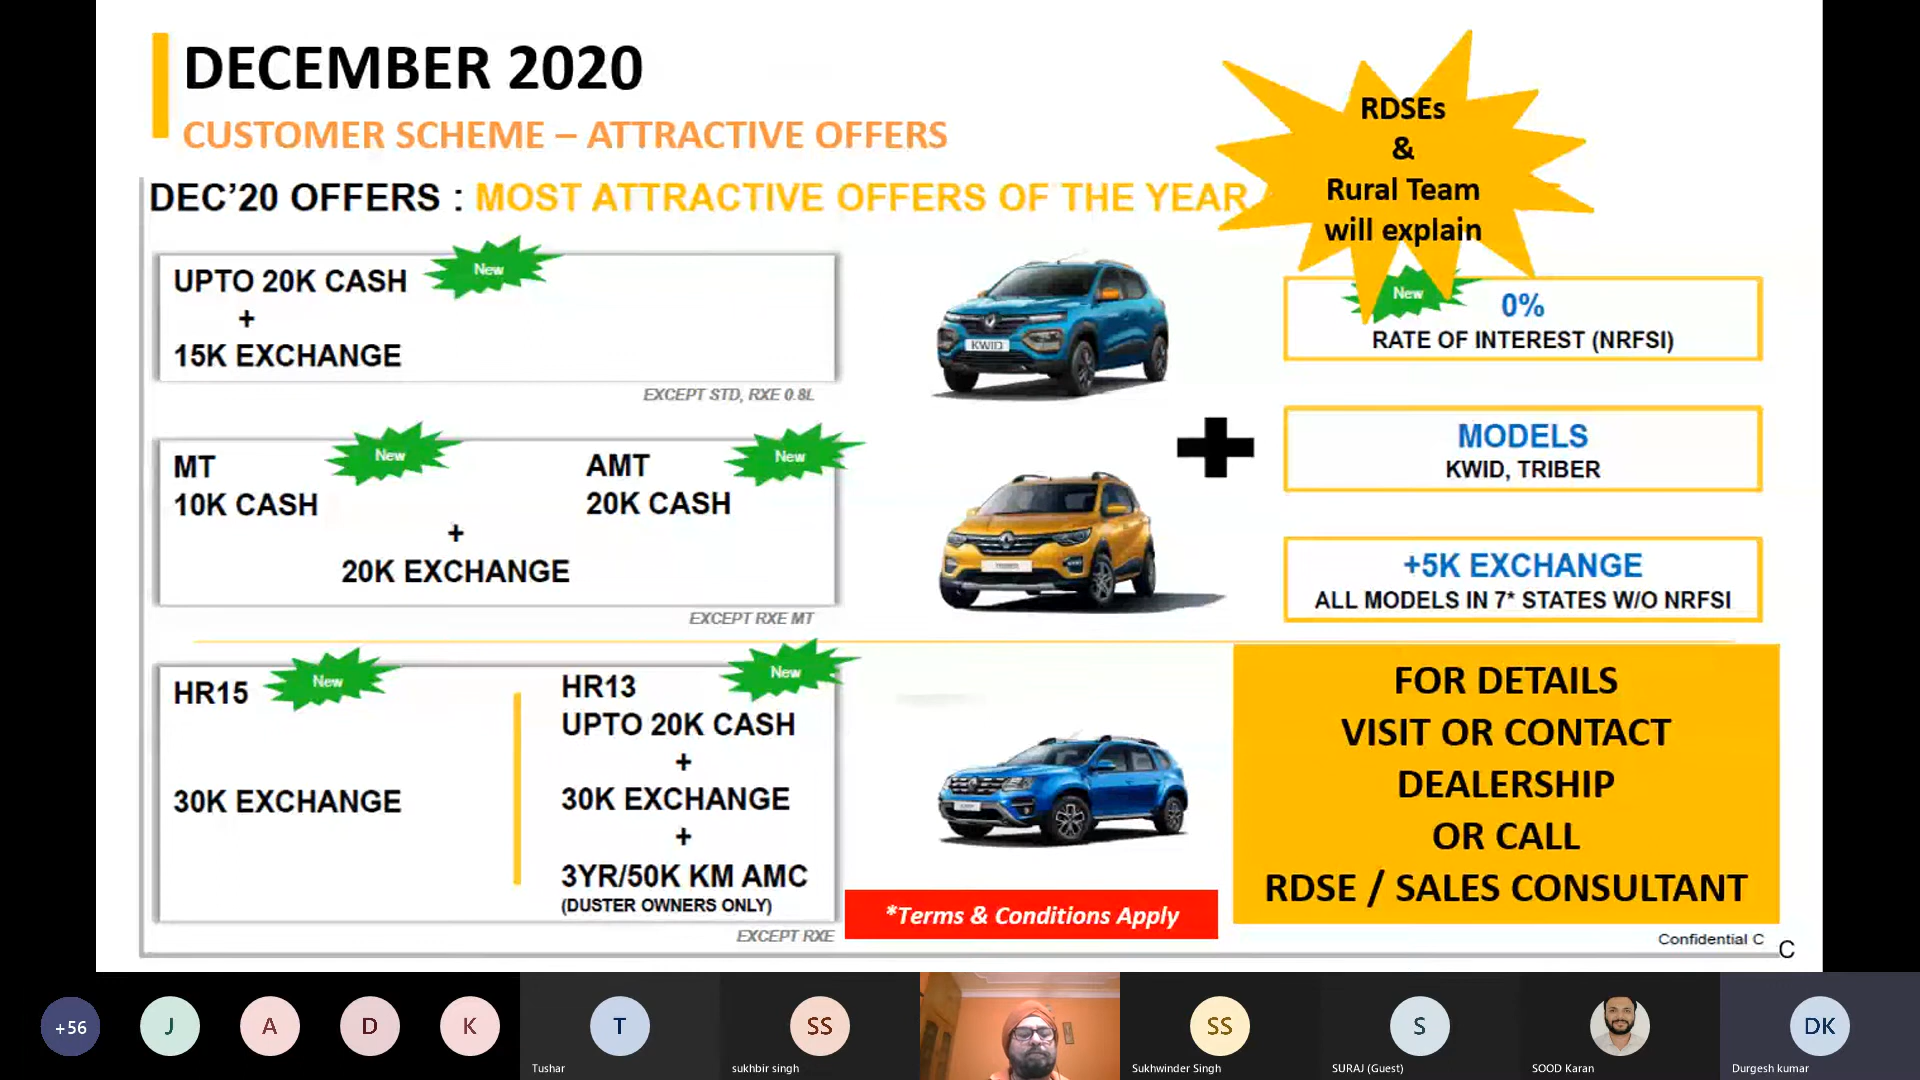 DECEMBER 2020
CUSTOMER SCHEME – ATTRACTIVE OFFERS
DEC’20 OFFERS : MOST ATTRACTIVE OFFERS OF THE YEAR
RDSEs
&
Rural Team
will explain
UPTO 20K CASH
New
+
15K EXCHANGE
EXCEPT STD, RXE 0.8L
KWID
New
0%
RATE OF INTEREST (NRFSI)
MT
New
10K CASH
AMT
New
20K CASH
+
20K EXCHANGE
EXCEPT RXE MT
MODELS
KWID, TRIBER
+5K EXCHANGE
ALL MODELS IN 7* STATES W/O NRFSI
HR15
New
30K EXCHANGE
HR13
New
UPTO 20K CASH
+
30K EXCHANGE
+
3YR/50K KM AMC
(DUSTER OWNERS ONLY)
EXCEPT RXE
*Terms & Conditions Apply
FOR DETAILS
VISIT OR CONTACT
DEALERSHIP
OR CALL
RDSE / SALES CONSULTANT
Confidential C
C
+56
J
A
D
K
T
Tushar
SS
sukhbir singh
SS
Sukhwinder Singh
S
SURAJ (Guest)
SOOD Karan
DK
Durgesh kumar